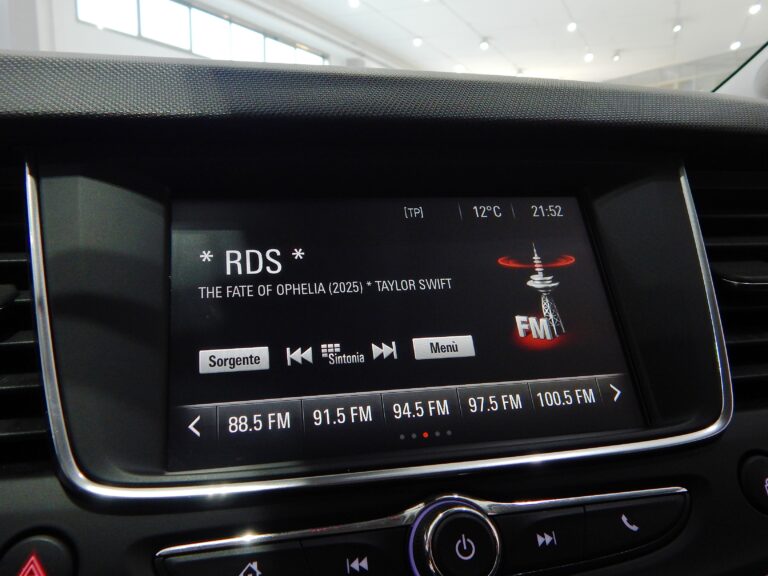 [TP] 12°C 21:52
* RDS *
THE FATE OF OPHELIA (2025) * TAYLOR SWIFT
FM
Sorgente Sintonia Menù
88.5 FM 91.5 FM 94.5 FM 97.5 FM 100.5 FM